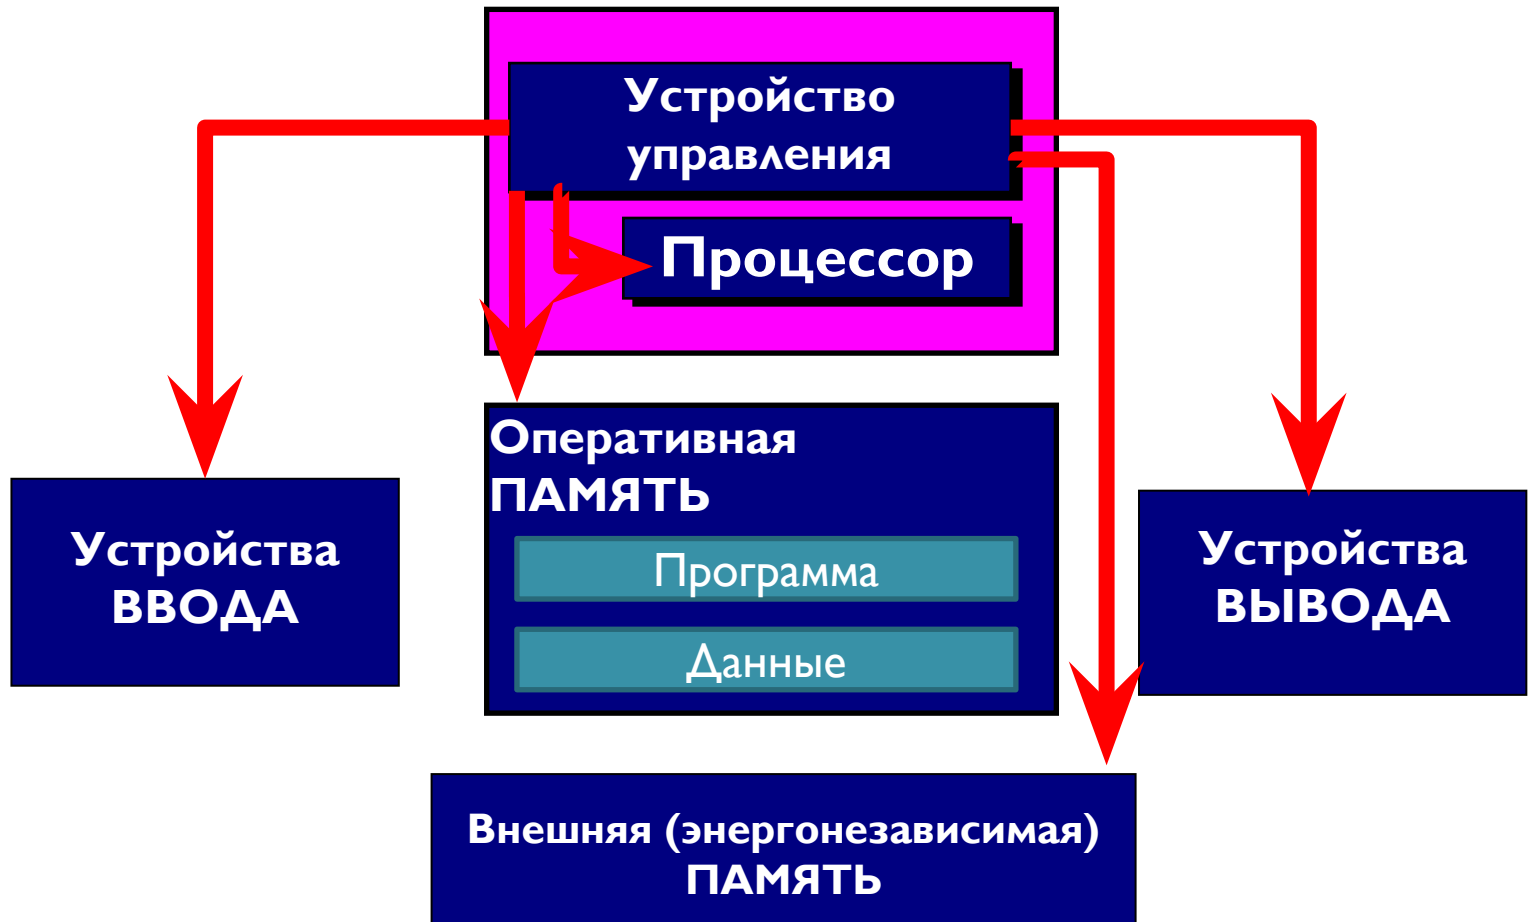 Устройство
управления
Процессор
Оперативная
ПАМЯТЬ
Программа
Данные
Устройства
ВВОДА
Устройства
ВЫВОДА
Внешняя (энергонезависимая)
ПАМЯТЬ